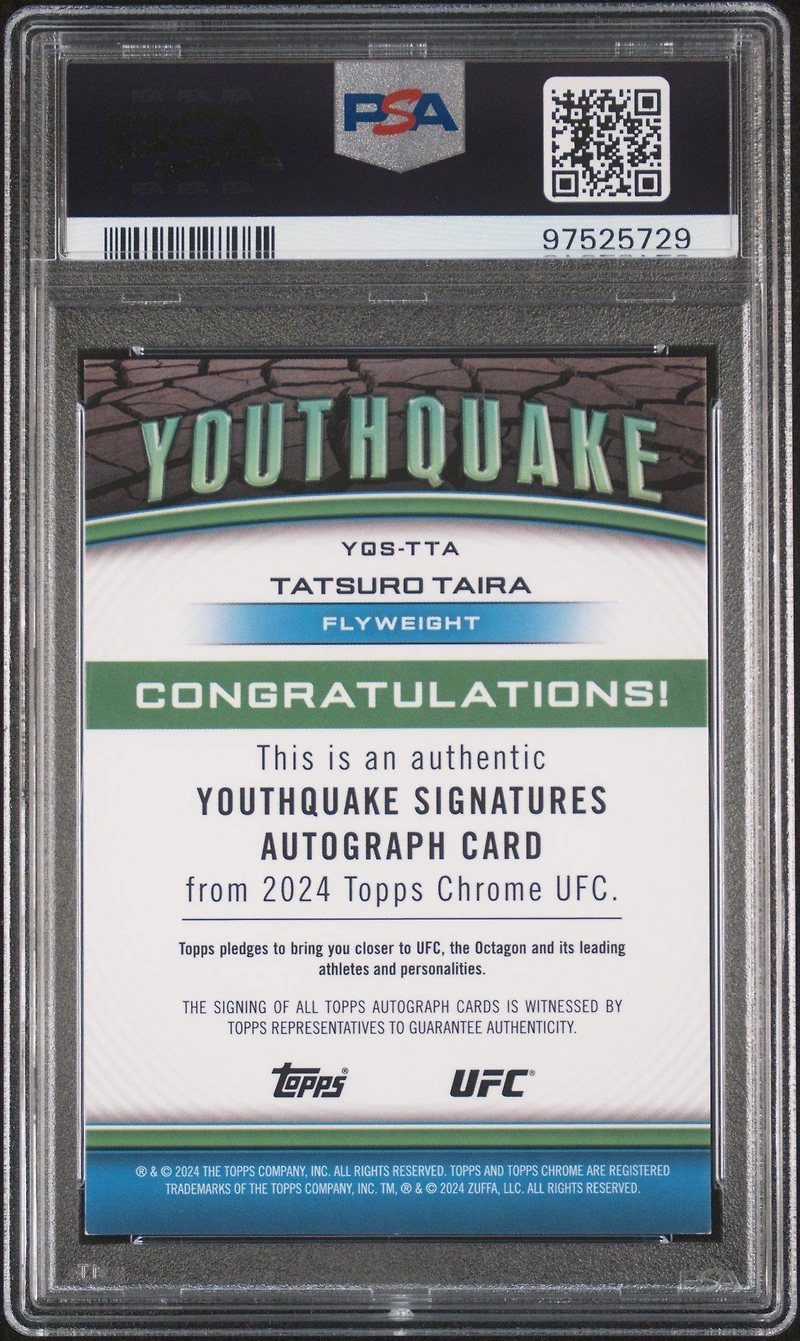 PSA
97525729
YOUTHQUAKE
YQS-TTA
TATSURO TAIRA
FLYWEIGHT
CONGRATULATIONS!
This is an authentic
YOUTHQUAKE SIGNATURES
AUTOGRAPH CARD
from 2024 Topps Chrome UFC.
Topps pledges to bring you closer to UFC, the Octagon and its leading
athletes and personalities.
THE SIGNING OF ALL TOPPS AUTOGRAPH CARDS IS WITNESSED BY
TOPPS REPRESENTATIVES TO GUARANTEE AUTHENTICITY.
Topps® UFC®
® & © 2024 THE TOPPS COMPANY, INC. ALL RIGHTS RESERVED. TOPPS AND TOPPS CHROME ARE REGISTERED
TRADEMARKS OF THE TOPPS COMPANY, INC. TM, ® & © 2024 ZUFFA, LLC. ALL RIGHTS RESERVED.
PSA